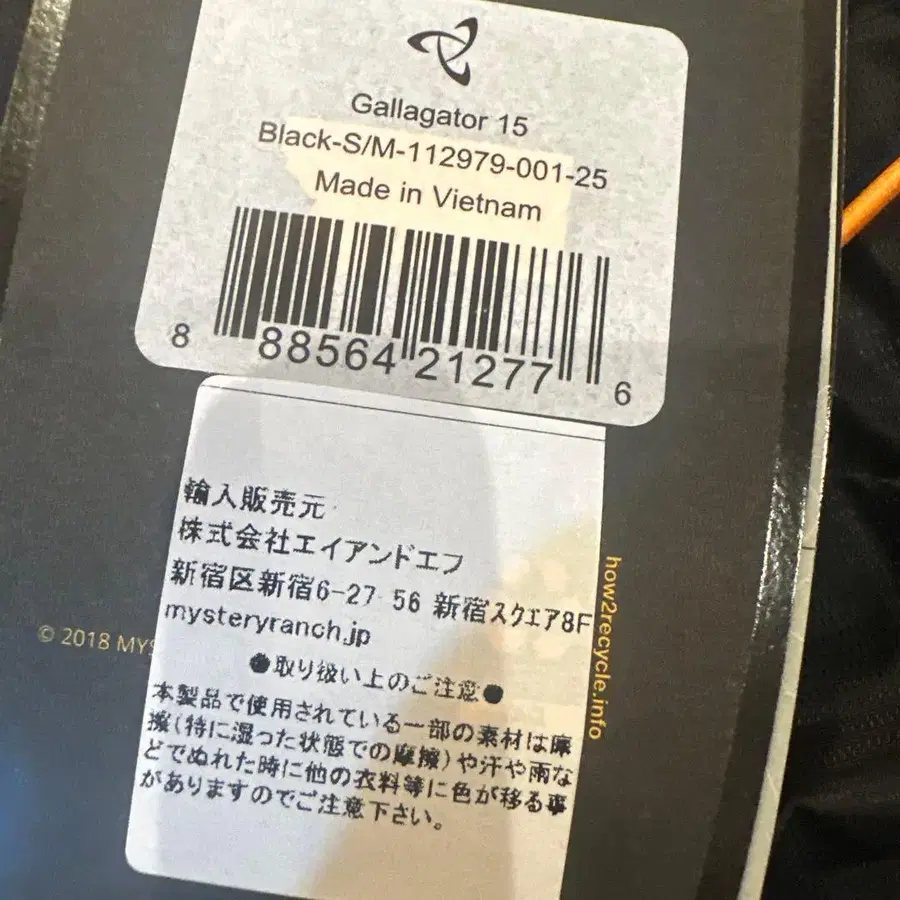 Gallagator 15
Black-S/M-112979-001-25
Made in Vietnam
8 88564 21277 6
輸入販売元
株式会社エイアンドエフ
新宿区新宿6-27-56 新宿スクエア8F
mysteryranch.jp
●取り扱い上のご注意●
本製品で使用されている一部の素材は摩
擦(特に湿った状態での摩擦)や汗や雨な
どでぬれた時に他の衣料等に色が移る事
がありますのでご注意下さい。
© 2018 MYS
how2recycle.info